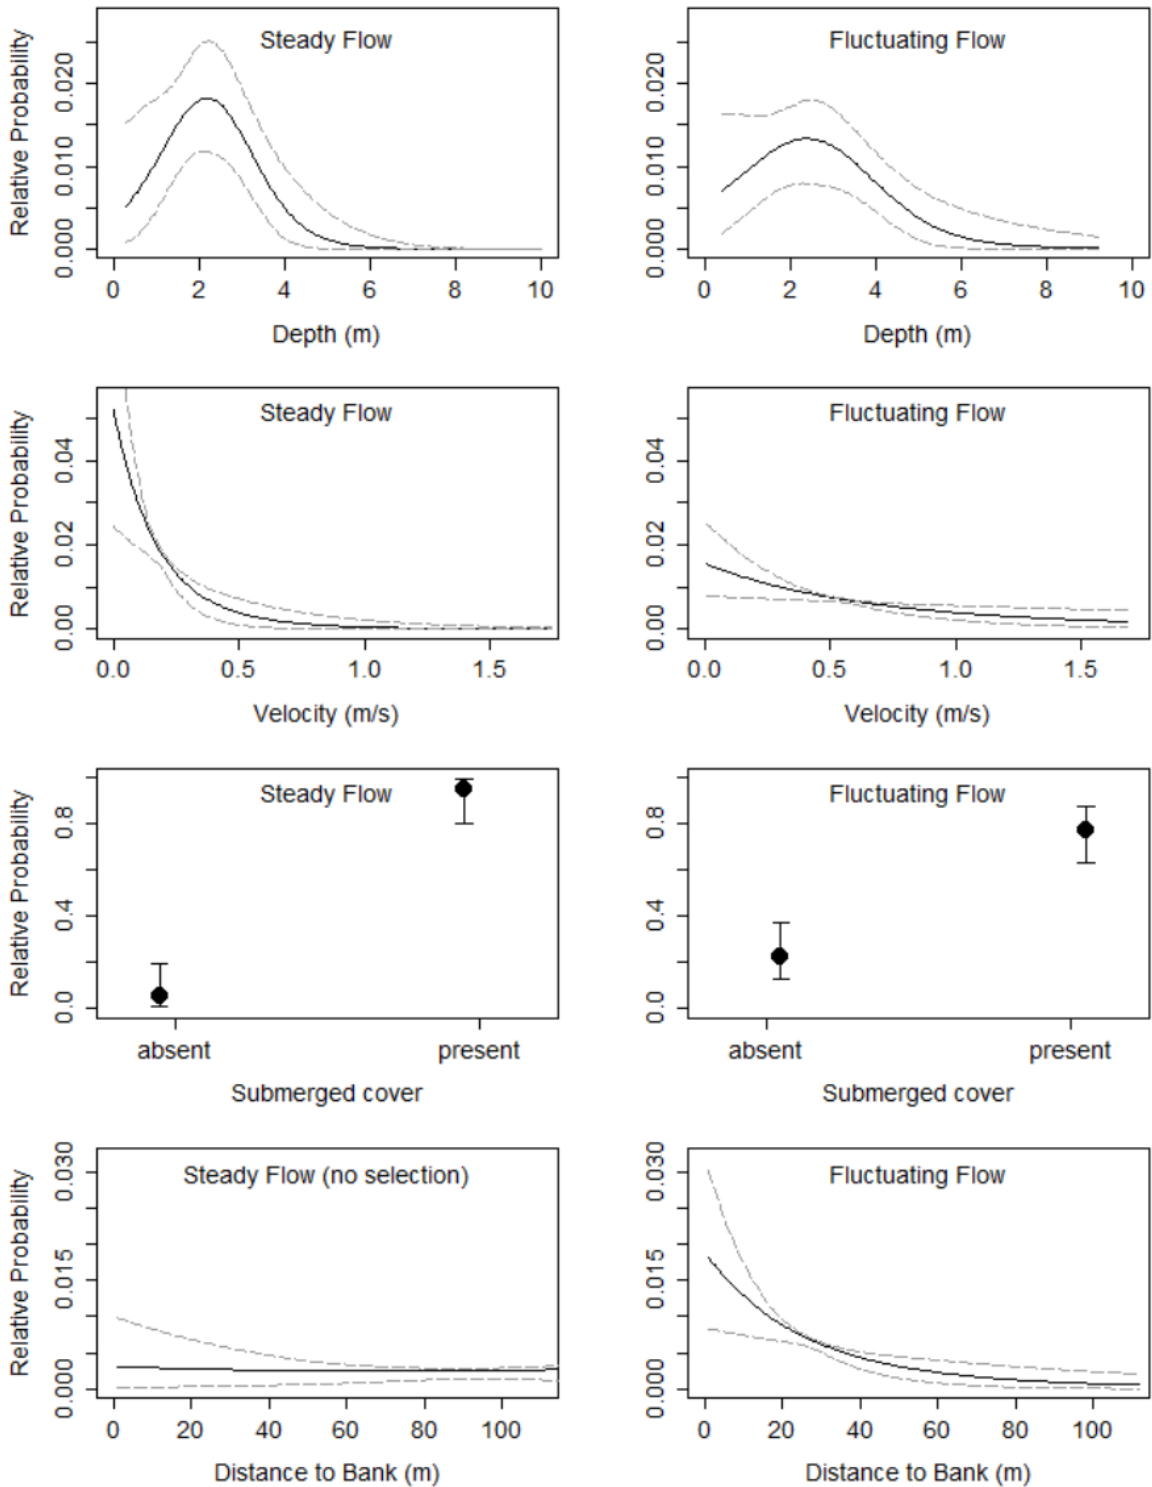 Steady Flow
Relative Probability
0.000 0.010 0.020
0 2 4 6 8 10
Depth (m)
Fluctuating Flow
0.000 0.010 0.020
0 2 4 6 8 10
Depth (m)
Steady Flow
Relative Probability
0.00 0.02 0.04
0.0 0.5 1.0 1.5
Velocity (m/s)
Fluctuating Flow
0.00 0.02 0.04
0.0 0.5 1.0 1.5
Velocity (m/s)
Steady Flow
Relative Probability
0.0 0.4 0.8
absent present
Submerged cover
Fluctuating Flow
0.0 0.4 0.8
absent present
Submerged cover
Steady Flow (no selection)
Relative Probability
0.000 0.015 0.030
0 20 40 60 80 100
Distance to Bank (m)
Fluctuating Flow
0.000 0.015 0.030
0 20 40 60 80 100
Distance to Bank (m)